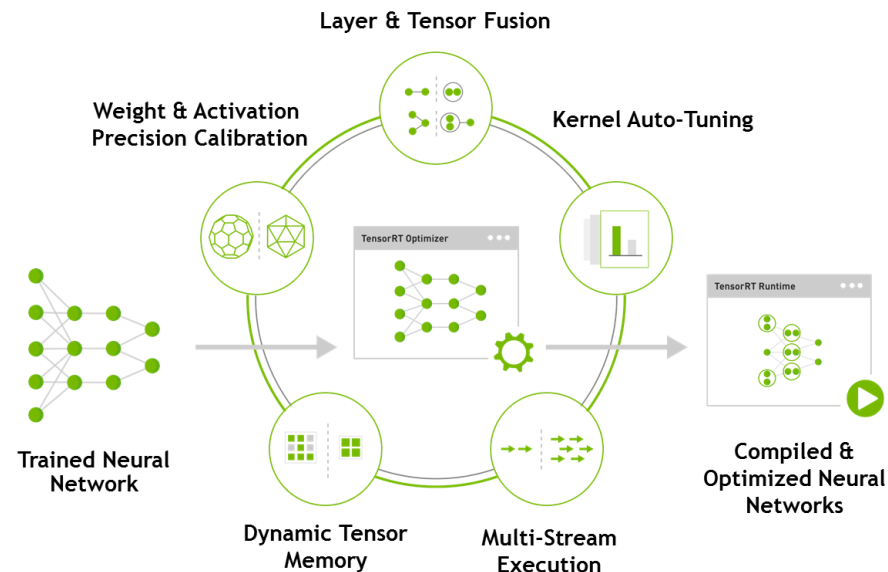 Layer & Tensor Fusion
Weight & Activation
Precision Calibration
Kernel Auto-Tuning
TensorRT Optimizer
TensorRT Runtime
Trained Neural
Network
Compiled &
Optimized Neural
Networks
Dynamic Tensor
Memory
Multi-Stream
Execution